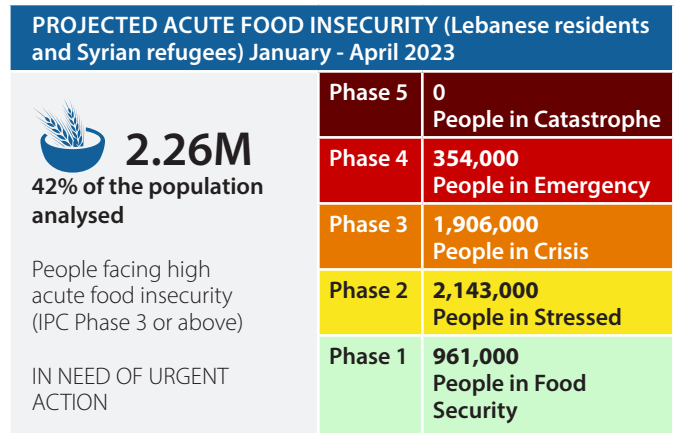 PROJECTED ACUTE FOOD INSECURITY (Lebanese residents
and Syrian refugees) January - April 2023
2.26M
42% of the population
analysed
People facing high
acute food insecurity
(IPC Phase 3 or above)
IN NEED OF URGENT
ACTION
Phase 5 0
People in Catastrophe
Phase 4 354,000
People in Emergency
Phase 3 1,906,000
People in Crisis
Phase 2 2,143,000
People in Stressed
Phase 1 961,000
People in Food
Security